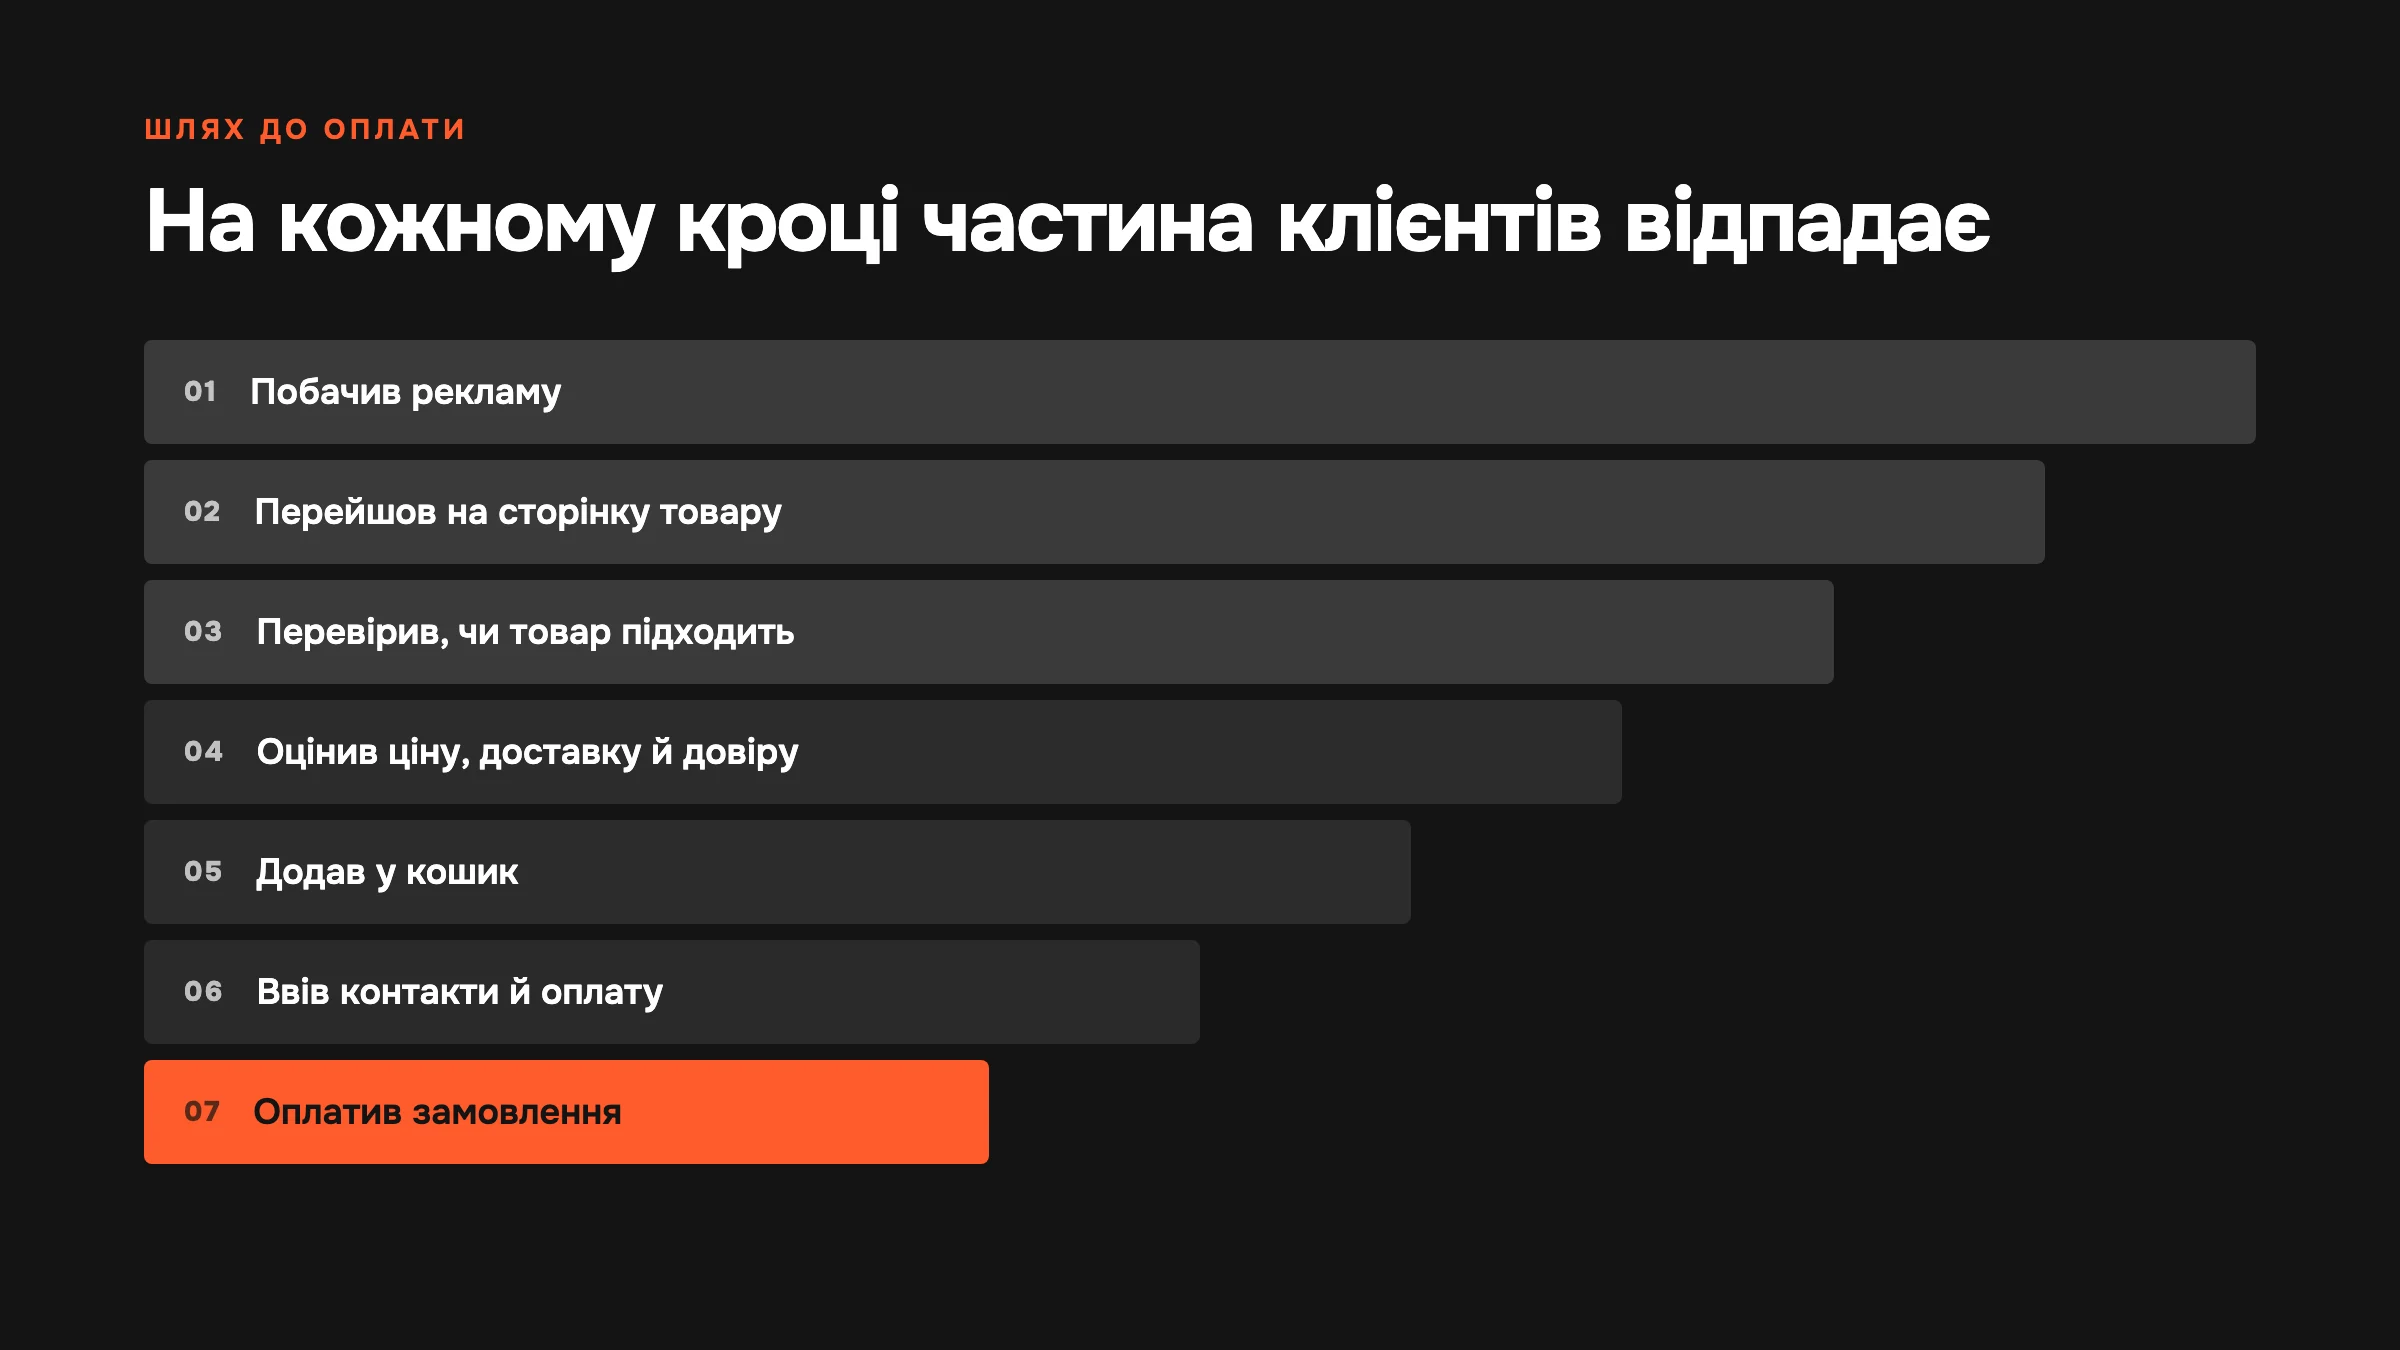 ШЛЯХ ДО ОПЛАТИ
На кожному кроці частина клієнтів відпадає
01 Побачив рекламу
02 Перейшов на сторінку товару
03 Перевірив, чи товар підходить
04 Оцінив ціну, доставку й довіру
05 Додав у кошик
06 Ввів контакти й оплату
07 Оплатив замовлення